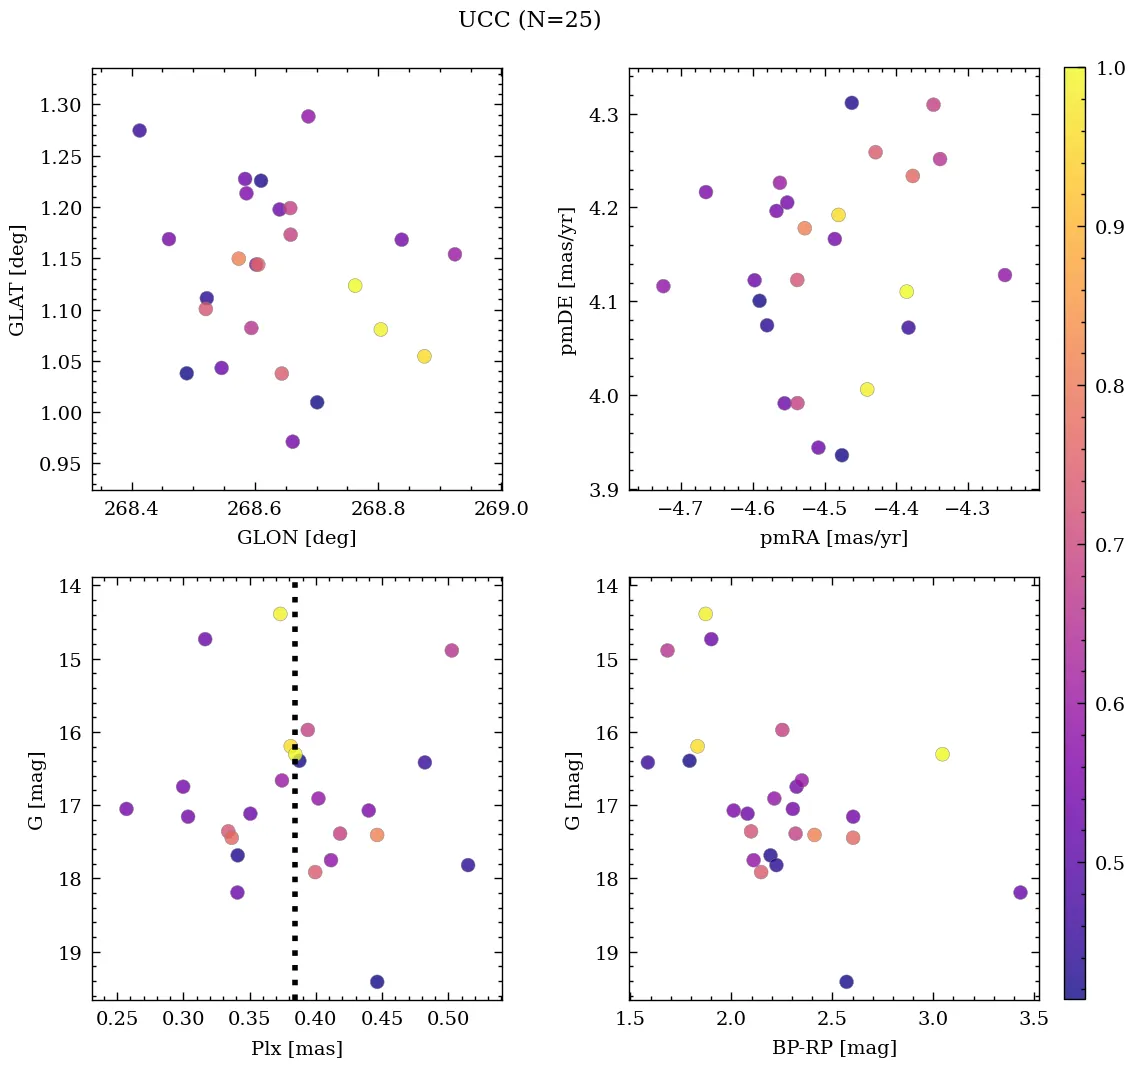 UCC (N=25)
1.30
1.25
1.20
1.15
1.10
1.05
1.00
0.95
GLAT [deg]
268.4 268.6 268.8 269.0
GLON [deg]
4.3
4.2
4.1
4.0
3.9
pmDE [mas/yr]
−4.7 −4.6 −4.5 −4.4 −4.3
pmRA [mas/yr]
14
15
16
17
18
19
G [mag]
0.25 0.30 0.35 0.40 0.45 0.50
Plx [mas]
14
15
16
17
18
19
G [mag]
1.5 2.0 2.5 3.0 3.5
BP-RP [mag]
1.0
0.9
0.8
0.7
0.6
0.5